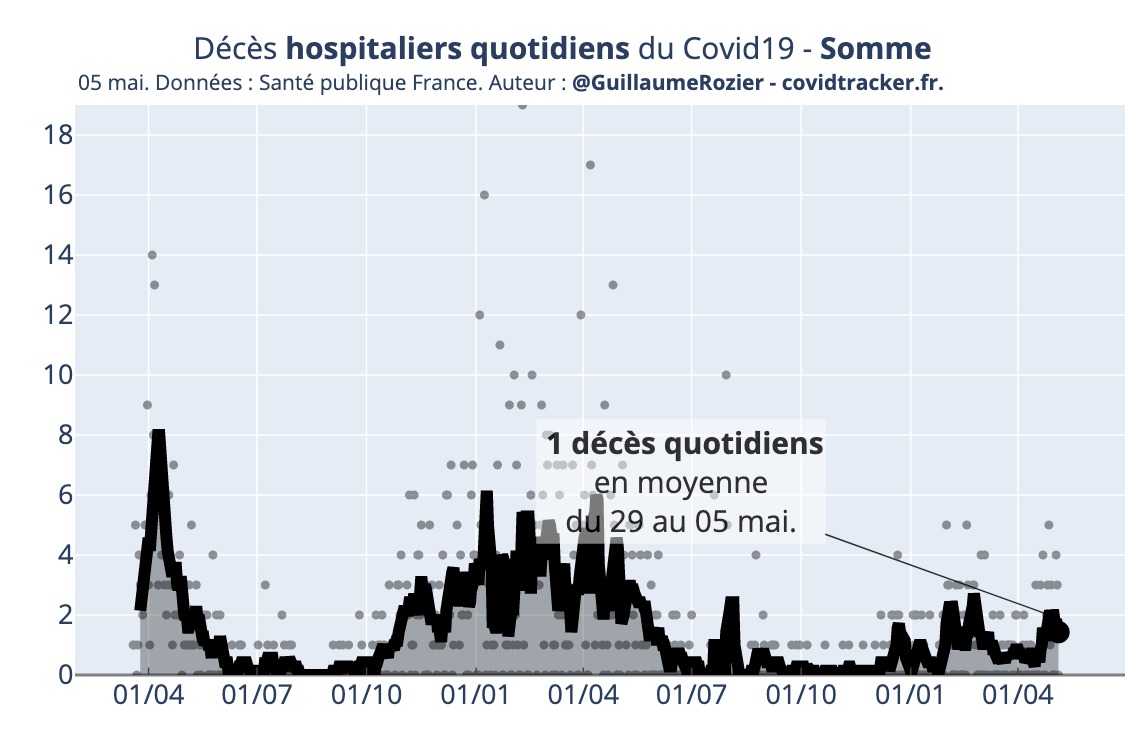 Décès hospitaliers quotidiens du Covid19 - Somme
05 mai. Données : Santé publique France. Auteur : @GuillaumeRozier - covidtracker.fr.
18
16
14
12
10
8
6
4
2
0
1 décès quotidiens
en moyenne
du 29 au 05 mai.
01/04 01/07 01/10 01/01 01/04 01/07 01/10 01/01 01/04